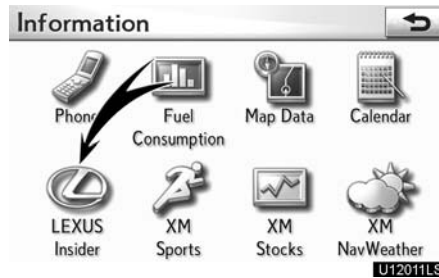 Information
Phone
Fuel
Consumption
Map Data
Calendar
LEXUS
Insider
XM
Sports
XM
Stocks
XM
NavWeather
U12011LS